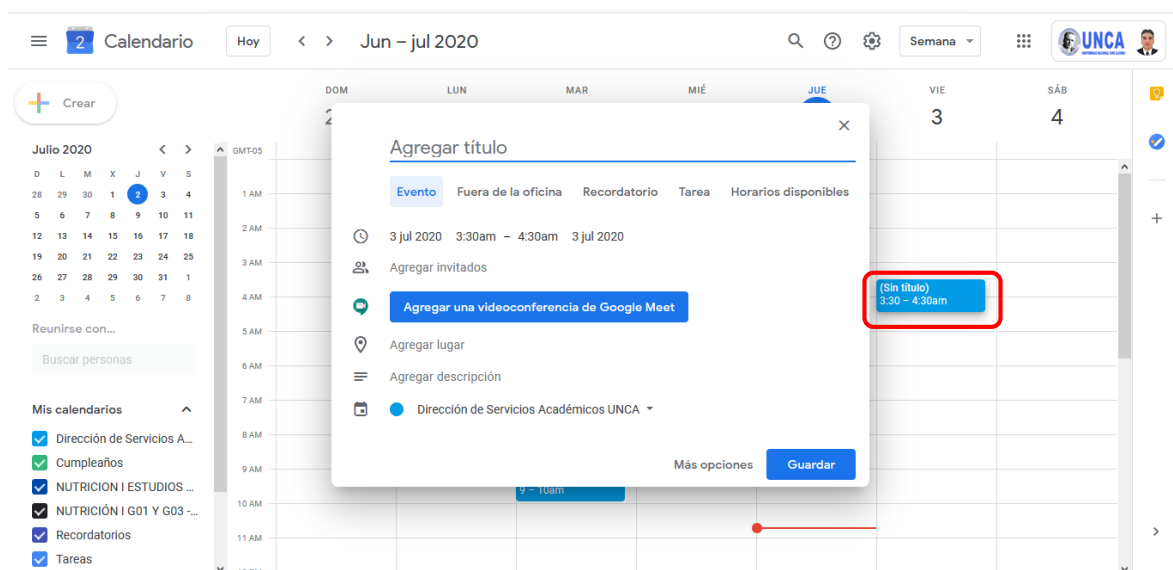 2 Calendario Hoy Jun – jul 2020 Semana UNCA
Crear
DOM LUN MAR MIÉ JUE VIE SÁB
3 4
Julio 2020
GMT-05
D L M X J V S
28 29 30 1 2 3 4
5 6 7 8 9 10 11
12 13 14 15 16 17 18
19 20 21 22 23 24 25
26 27 28 29 30 31 1
2 3 4 5 6 7 8
Reunirse con...
Buscar personas
Mis calendarios
Dirección de Servicios A...
Cumpleaños
NUTRICION I ESTUDIOS ...
NUTRICIÓN I G01 Y G03 -...
Recordatorios
Tareas
1 AM
2 AM
3 AM
4 AM
5 AM
6 AM
7 AM
8 AM
9 AM
10 AM
11 AM
Agregar título
Evento Fuera de la oficina Recordatorio Tarea Horarios disponibles
3 jul 2020 3:30am – 4:30am 3 jul 2020
Agregar invitados
Agregar una videoconferencia de Google Meet
Agregar lugar
Agregar descripción
Dirección de Servicios Académicos UNCA
Más opciones Guardar
(Sin título)
3:30 – 4:30am
9 – 10am